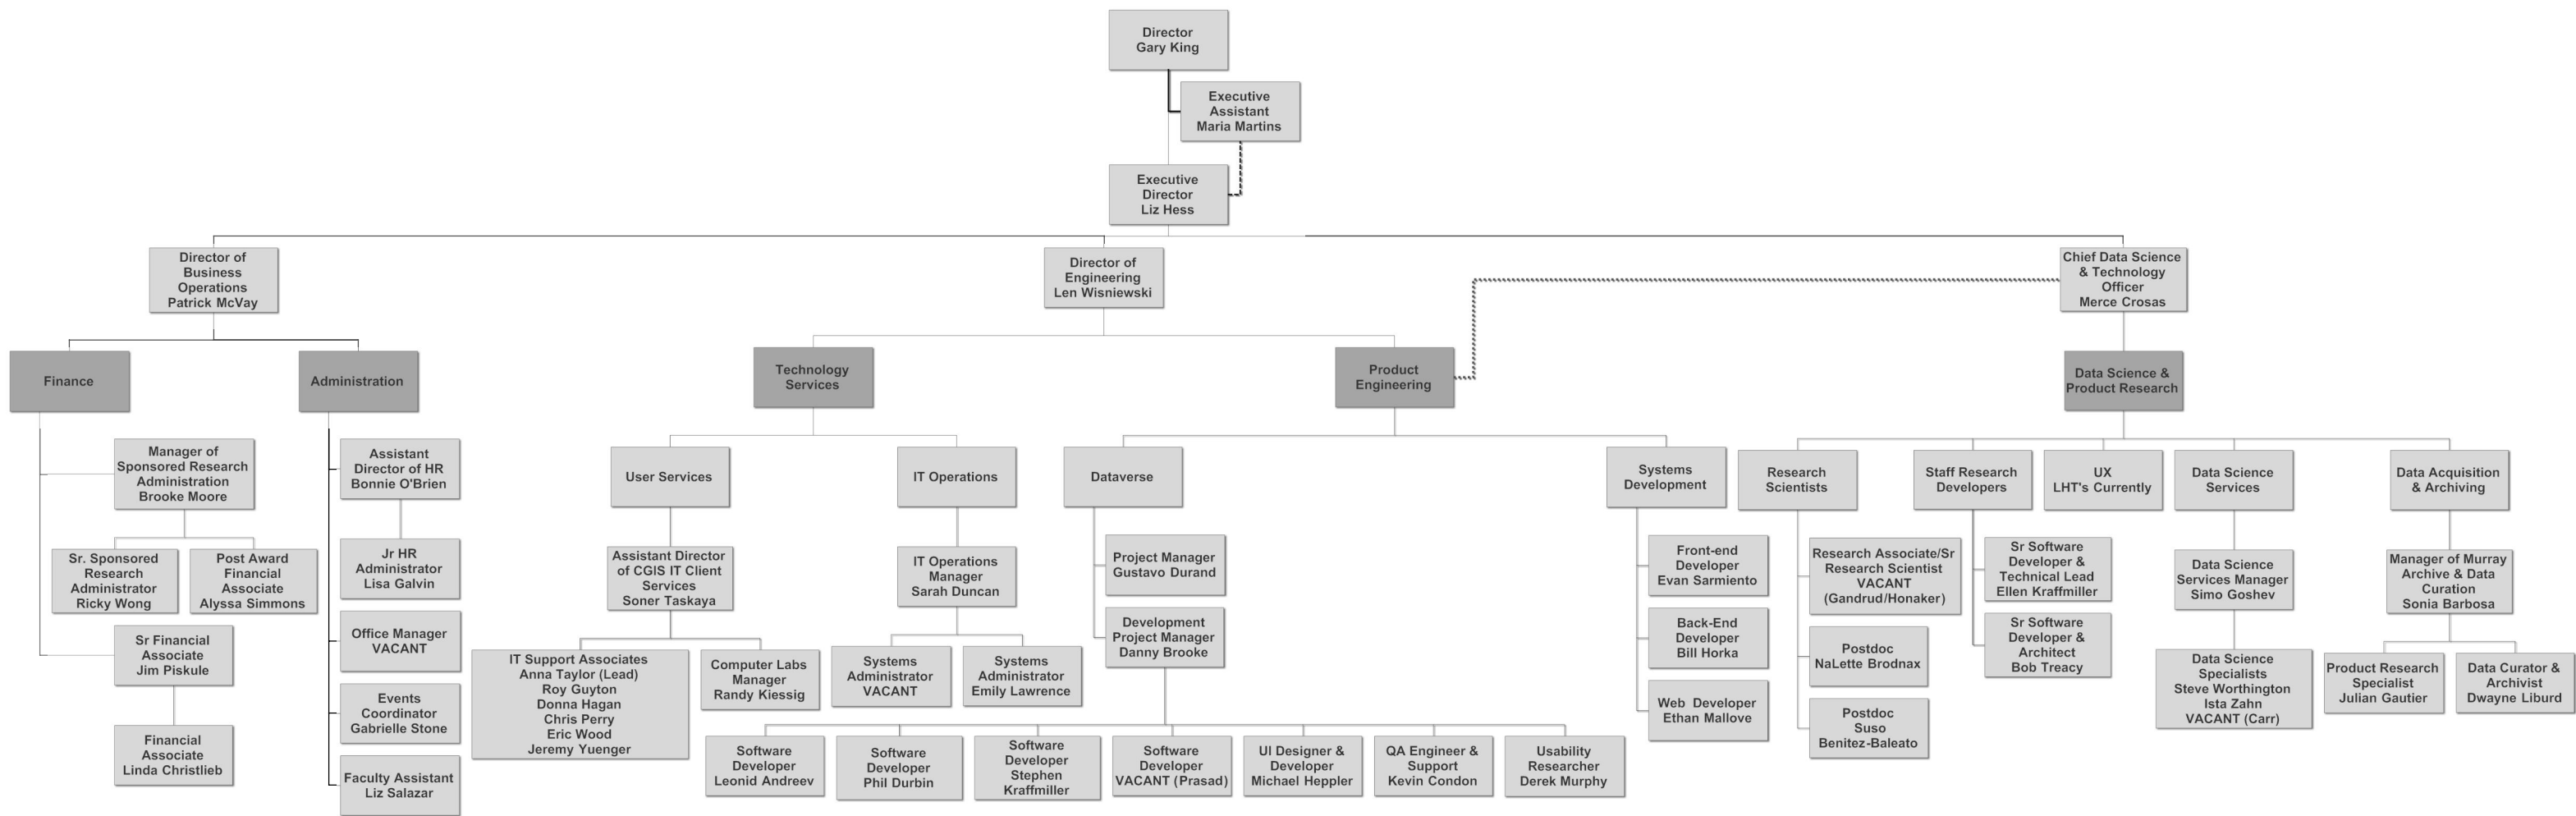 Director
Gary King
Executive
Assistant
Maria Martins
Executive
Director
Liz Hess
Director of
Business
Operations
Patrick McVay
Director of
Engineering
Len Wisniewski
Chief Data Science
& Technology
Officer
Merce Crosas
Finance
Administration
Technology
Services
Product
Engineering
Data Science &
Product Research
Manager of
Sponsored Research
Administration
Brooke Moore
Sr. Sponsored
Research
Administrator
Ricky Wong
Post Award
Financial
Associate
Alyssa Simmons
Sr Financial
Associate
Jim Piskule
Financial
Associate
Linda Christlieb
Assistant
Director of HR
Bonnie O'Brien
Jr HR
Administrator
Lisa Galvin
Office Manager
VACANT
Events
Coordinator
Gabrielle Stone
Faculty Assistant
Liz Salazar
User Services
Assistant Director
of CGIS IT Client
Services
Soner Taskaya
IT Support Associates
Anna Taylor (Lead)
Roy Guyton
Donna Hagan
Chris Perry
Eric Wood
Jeremy Yuenger
Computer Labs
Manager
Randy Kiessig
IT Operations
IT Operations
Manager
Sarah Duncan
Systems
Administrator
VACANT
Systems
Administrator
Emily Lawrence
Dataverse
Project Manager
Gustavo Durand
Development
Project Manager
Danny Brooke
Software
Developer
Leonid Andreev
Software
Developer
Phil Durbin
Software
Developer
Stephen
Kraffmiller
Software
Developer
VACANT (Prasad)
UI Designer &
Developer
Michael Heppler
QA Engineer &
Support
Kevin Condon
Usability
Researcher
Derek Murphy
Systems
Development
Front-end
Developer
Evan Sarmiento
Back-End
Developer
Bill Horka
Web Developer
Ethan Mallove
Research
Scientists
Research Associate/Sr
Research Scientist
VACANT
(Gandrud/Honaker)
Postdoc
NaLette Brodnax
Postdoc
Suso
Benitez-Baleato
Staff Research
Developers
Sr Software
Developer &
Technical Lead
Ellen Kraffmiller
Sr Software
Developer &
Architect
Bob Treacy
UX
LHT's Currently
Data Science
Services
Data Science
Services Manager
Simo Goshev
Data Science
Specialists
Steve Worthington
Ista Zahn
VACANT (Carr)
Data Acquisition
& Archiving
Manager of Murray
Archive & Data
Curation
Sonia Barbosa
Product Research
Specialist
Julian Gautier
Data Curator &
Archivist
Dwayne Liburd